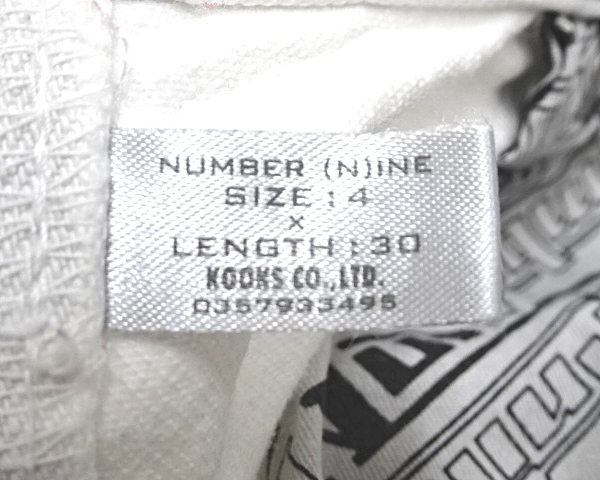 NUMBER (N)INE
SIZE : 4
×
LENGTH : 30
KOOKS CO.,LTD.
0357933495